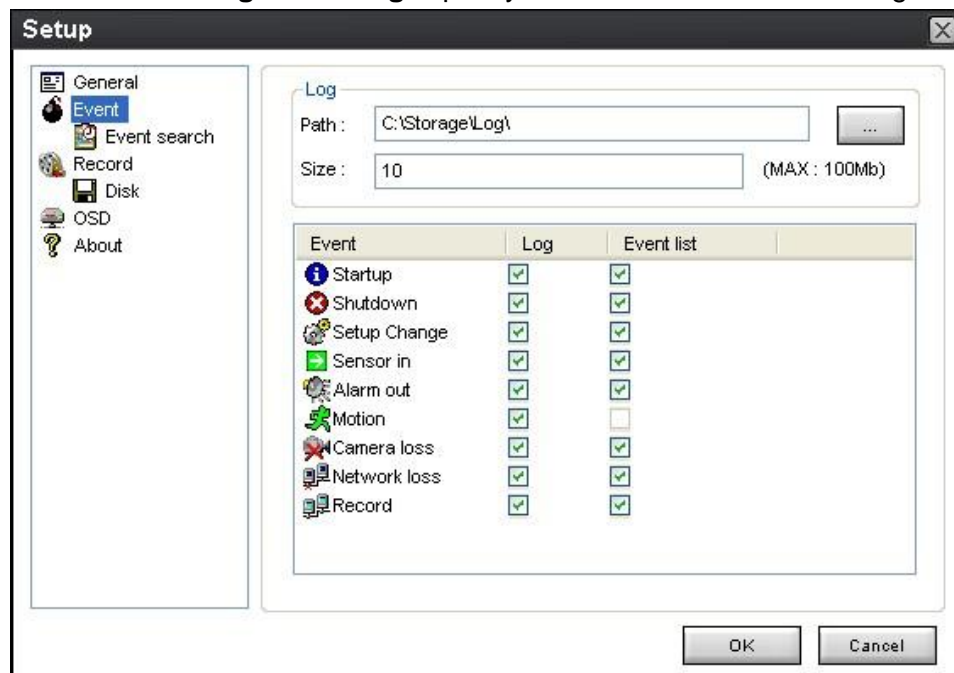 Setup
General
Event
Event search
Record
Disk
OSD
About
Log
Path : C:\Storage\Log\ ...
Size : 10 (MAX : 100Mb)
Event Log Event list
Startup
Shutdown
Setup Change
Sensor in
Alarm out
Motion
Camera loss
Network loss
Record
OK Cancel